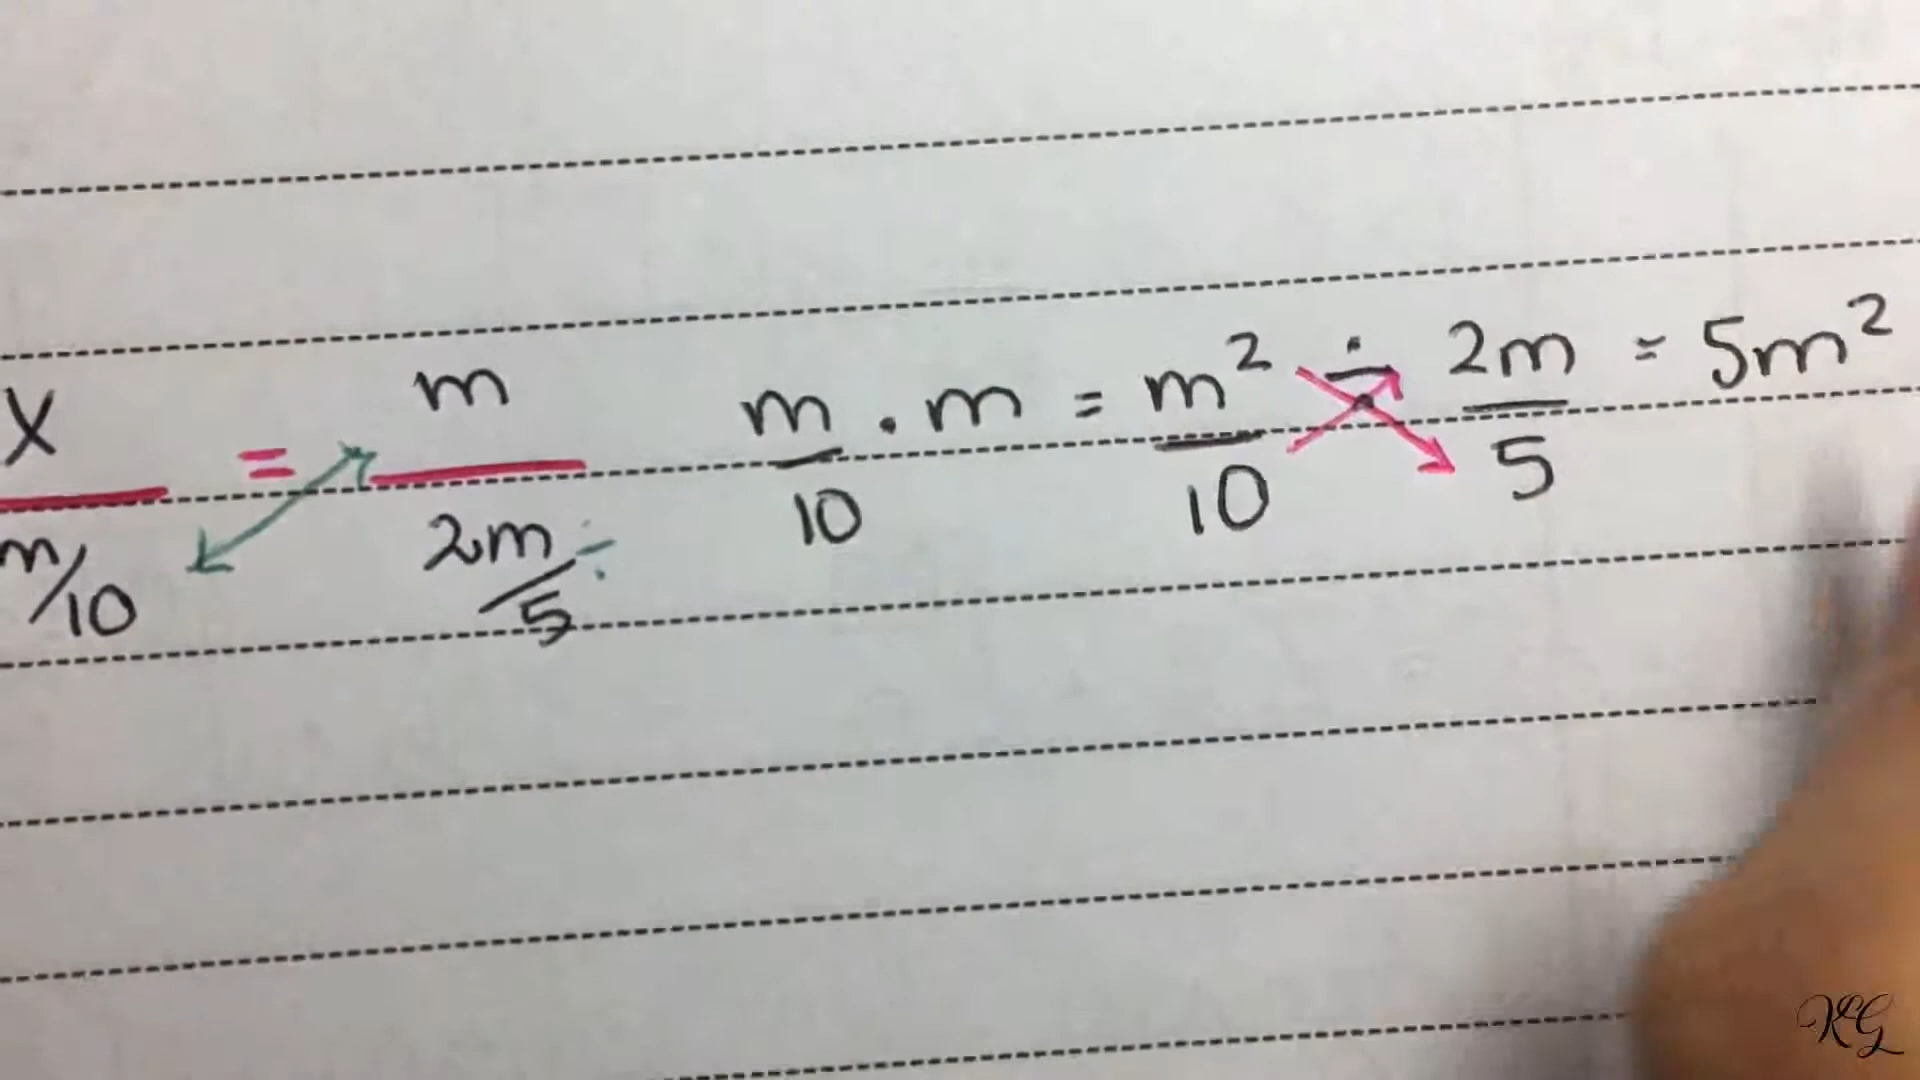 X/(m/10) = m/(2m/5) ÷ m/10 · m = m²/10 ÷ 2m/5 = 5m²
KG